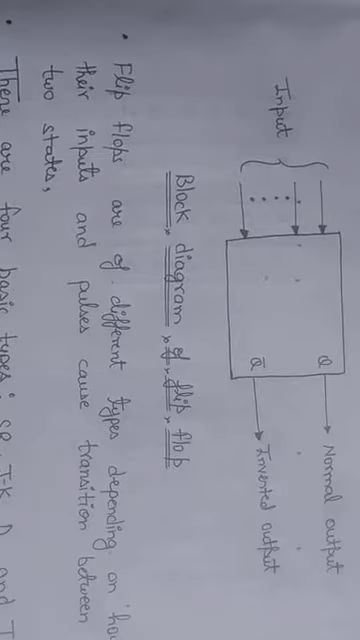 Q → Normal output
Input
Q̅ → Inverted output
Block diagram of flip flop
• Flip flops are of different types depending on how
their inputs and pulses cause transition between
two states,
• There are four basic types: SR, J-K, D and T